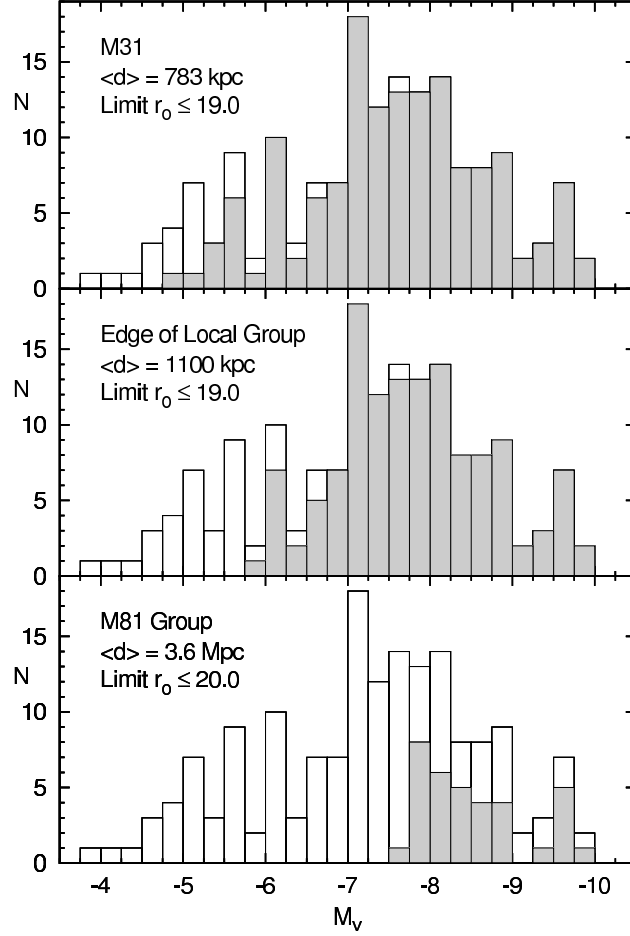 M31
<d> = 783 kpc
Limit r₀ ≤ 19.0
N
15
10
5
0
Edge of Local Group
<d> = 1100 kpc
Limit r₀ ≤ 19.0
N
15
10
5
0
M81 Group
<d> = 3.6 Mpc
Limit r₀ ≤ 20.0
N
15
10
5
0
-4 -5 -6 -7 -8 -9 -10
Mᵥ